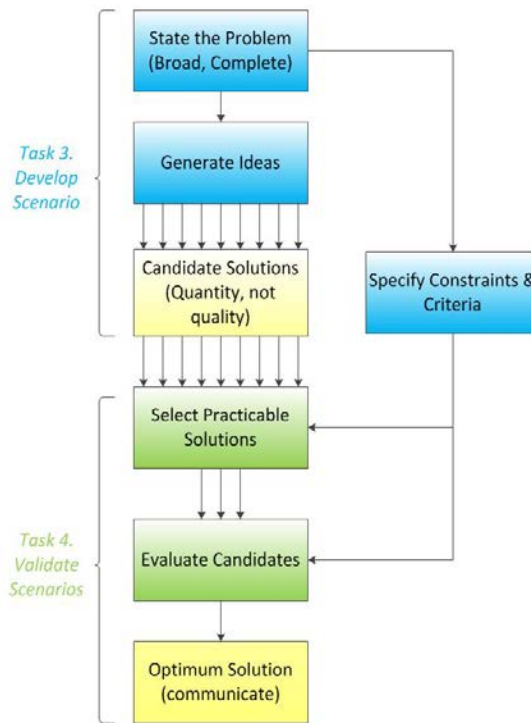 State the Problem
(Broad, Complete)
Task 3.
Develop
Scenario
Generate Ideas
Candidate Solutions
(Quantity, not
quality)
Specify Constraints &
Criteria
Select Practicable
Solutions
Task 4.
Validate
Scenarios
Evaluate Candidates
Optimum Solution
(communicate)